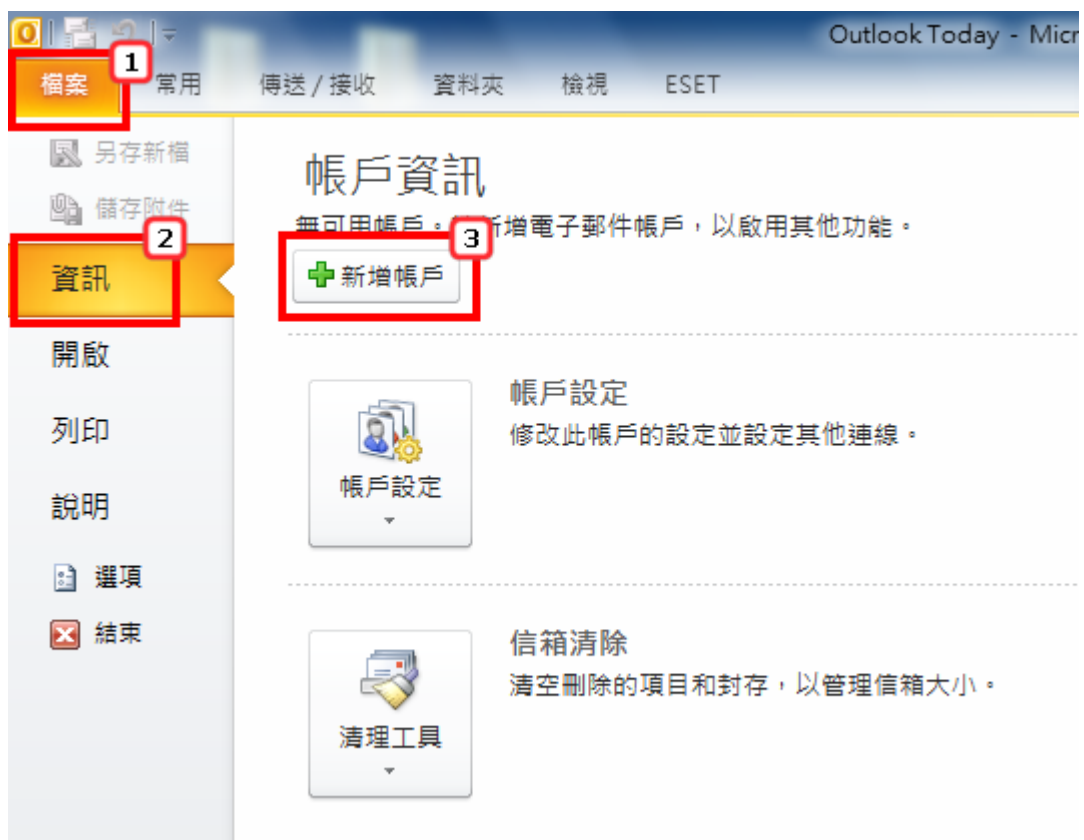 Outlook Today - Micr
1
檔案 常用 傳送 / 接收 資料夾 檢視 ESET
另存新檔
儲存附件
2
資訊
開啟
列印
說明
選項
結束
帳戶資訊
無可用帳戶。 新增電子郵件帳戶，以啟用其他功能。
3
新增帳戶
帳戶設定
帳戶設定
修改此帳戶的設定並設定其他連線。
清理工具
信箱清除
清空刪除的項目和封存，以管理信箱大小。